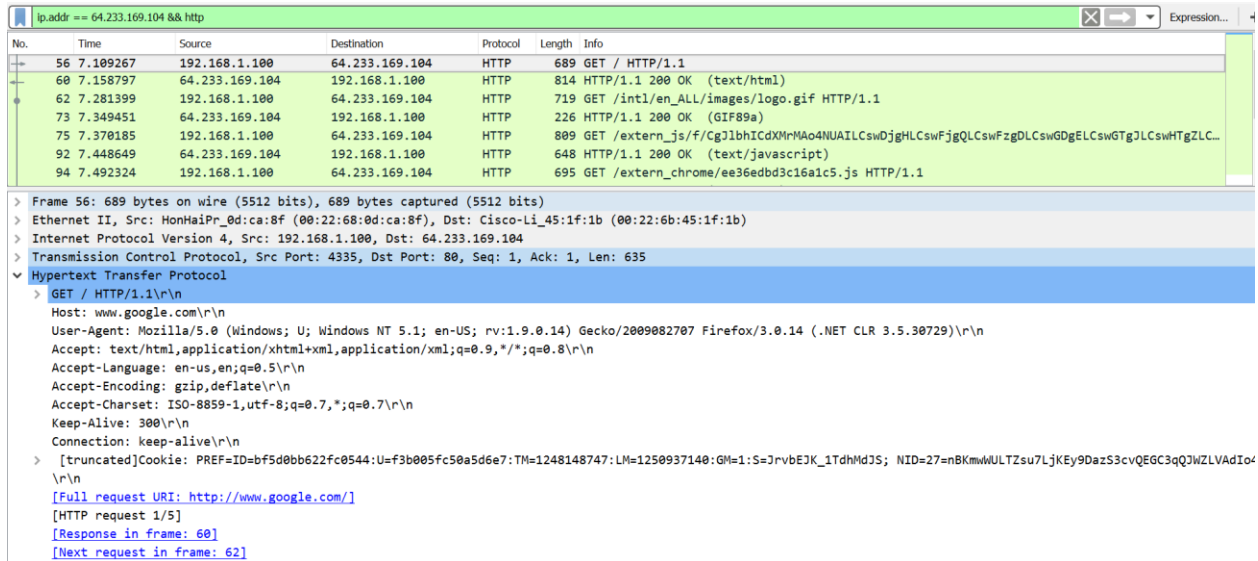 ip.addr == 64.233.169.104 && http Expression... +
No. Time Source Destination Protocol Length Info
56 7.109267 192.168.1.100 64.233.169.104 HTTP 689 GET / HTTP/1.1
60 7.158797 64.233.169.104 192.168.1.100 HTTP 814 HTTP/1.1 200 OK (text/html)
62 7.281399 192.168.1.100 64.233.169.104 HTTP 719 GET /intl/en_ALL/images/logo.gif HTTP/1.1
73 7.349451 64.233.169.104 192.168.1.100 HTTP 226 HTTP/1.1 200 OK (GIF89a)
75 7.370185 192.168.1.100 64.233.169.104 HTTP 809 GET /extern_js/f/CgJlbhICdXMrMAo4NUAILCswDjgHLCswFjgQLCswFzgDLCswGDgELCswGTgJLCswHTgZLC...
92 7.448649 64.233.169.104 192.168.1.100 HTTP 648 HTTP/1.1 200 OK (text/javascript)
94 7.492324 192.168.1.100 64.233.169.104 HTTP 695 GET /extern_chrome/ee36edbd3c16a1c5.js HTTP/1.1
> Frame 56: 689 bytes on wire (5512 bits), 689 bytes captured (5512 bits)
> Ethernet II, Src: HonHaiPr_0d:ca:8f (00:22:68:0d:ca:8f), Dst: Cisco-Li_45:1f:1b (00:22:6b:45:1f:1b)
> Internet Protocol Version 4, Src: 192.168.1.100, Dst: 64.233.169.104
> Transmission Control Protocol, Src Port: 4335, Dst Port: 80, Seq: 1, Ack: 1, Len: 635
Hypertext Transfer Protocol
> GET / HTTP/1.1\r\n
Host: www.google.com\r\n
User-Agent: Mozilla/5.0 (Windows; U; Windows NT 5.1; en-US; rv:1.9.0.14) Gecko/2009082707 Firefox/3.0.14 (.NET CLR 3.5.30729)\r\n
Accept: text/html,application/xhtml+xml,application/xml;q=0.9,*/*;q=0.8\r\n
Accept-Language: en-us,en;q=0.5\r\n
Accept-Encoding: gzip,deflate\r\n
Accept-Charset: ISO-8859-1,utf-8;q=0.7,*;q=0.7\r\n
Keep-Alive: 300\r\n
Connection: keep-alive\r\n
> [truncated]Cookie: PREF=ID=bf5d0bb622fc0544:U=f3b005fc50a5d6e7:TM=1248148747:LM=1250937140:GM=1:S=JrvbEJK_1TdhMdJS; NID=27=nBKmwWULTZsu7LjKEy9DazS3cvQEGC3qQJWZLVAdIo4
\r\n
[Full request URI: http://www.google.com/]
[HTTP request 1/5]
[Response in frame: 60]
[Next request in frame: 62]